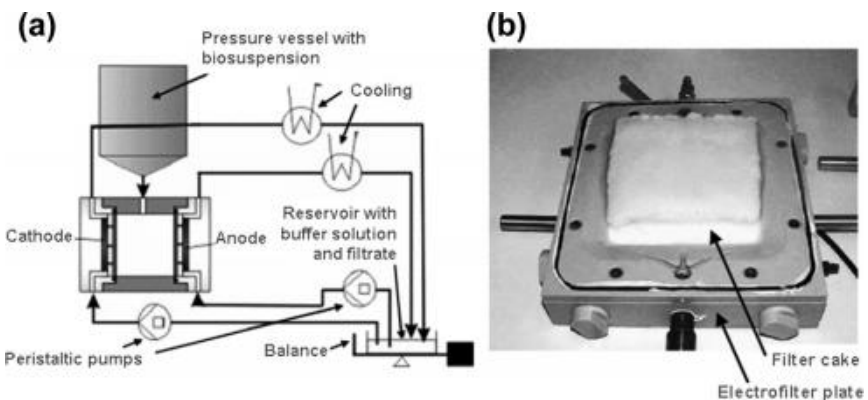 (a)
Pressure vessel with
biosuspension
Cooling
Reservoir with
buffer solution
and filtrate
Cathode
Anode
Peristaltic pumps
Balance
(b)
Filter cake
Electrofilter plate